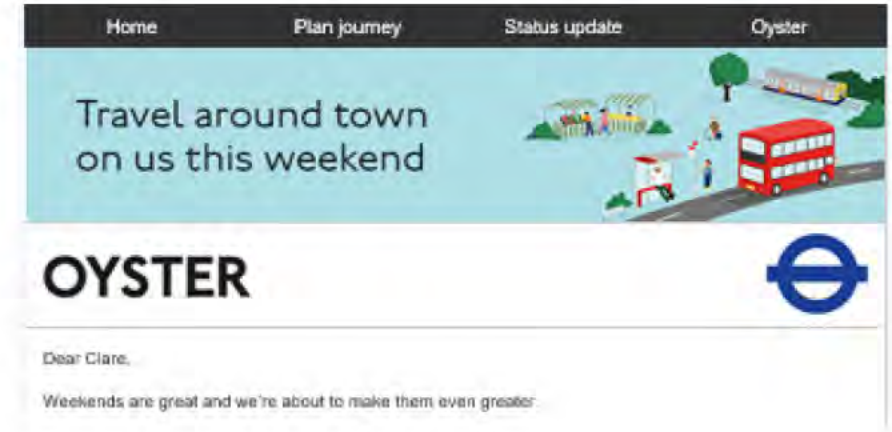 Home Plan journey Status update Oyster
Travel around town
on us this weekend
OYSTER
Dear Clare,
Weekends are great and we're about to make them even greater